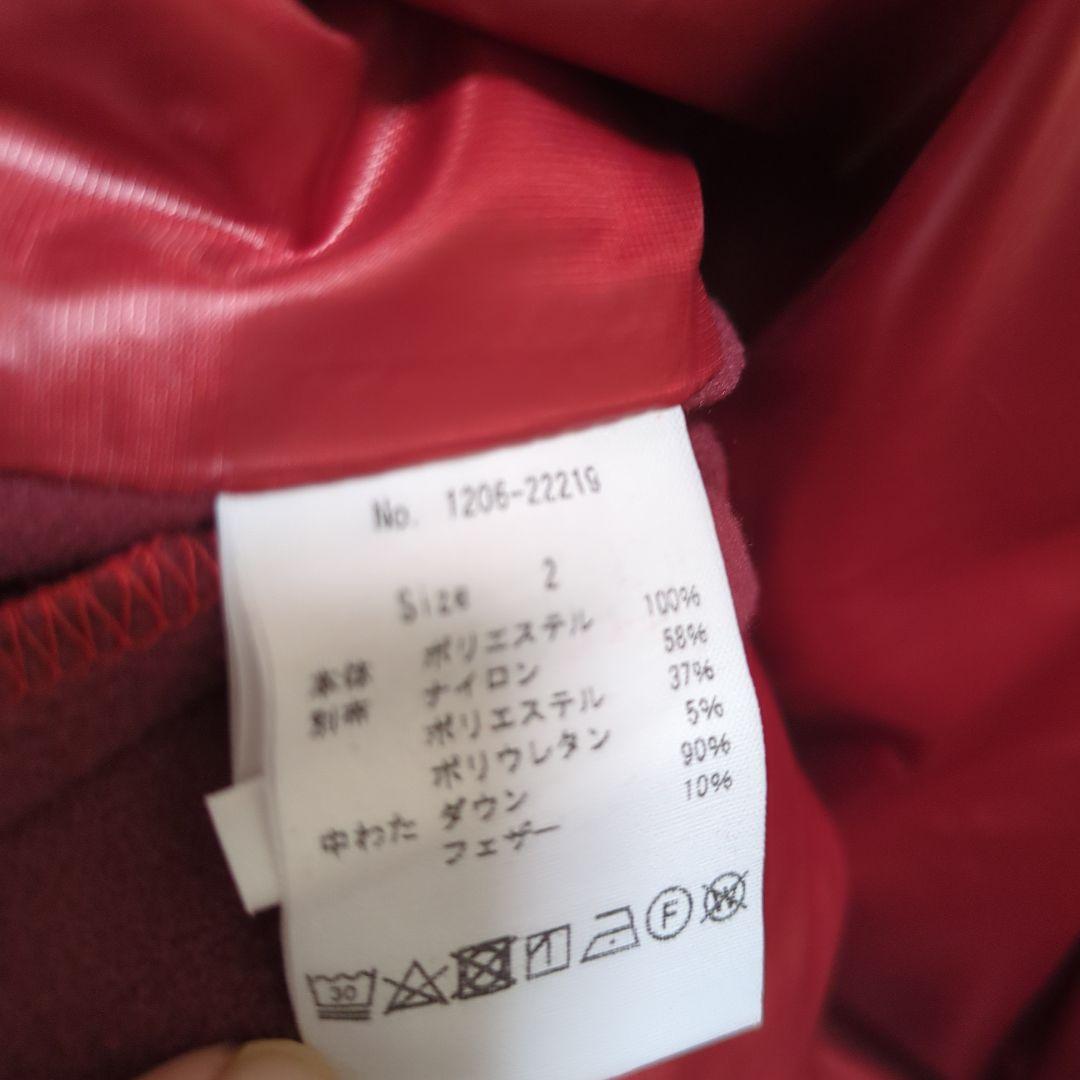 No. 1206-22219
Size 2
本体 ポリエステル 100%
別布 ナイロン 58%
ポリエステル 37%
ポリウレタン 5%
中わた ダウン 90%
フェザー 10%
30
F
W